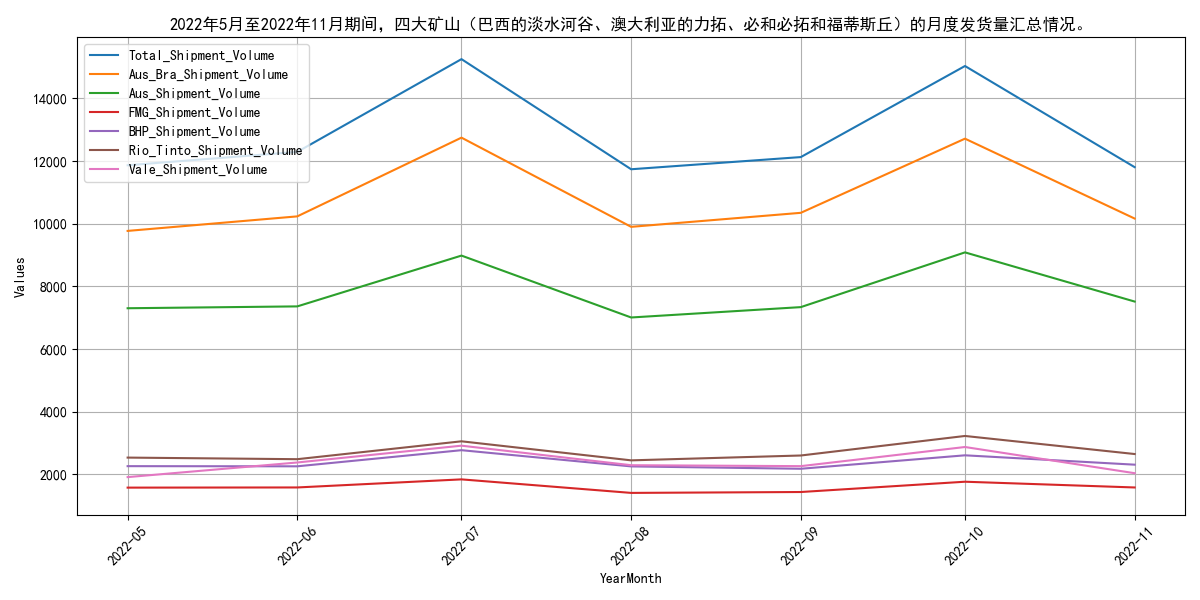 2022年5月至2022年11月期间，四大矿山（巴西的淡水河谷、澳大利亚的力拓、必和必拓和福蒂斯丘）的月度发货量汇总情况。
Total_Shipment_Volume
Aus_Bra_Shipment_Volume
Aus_Shipment_Volume
FMG_Shipment_Volume
BHP_Shipment_Volume
Rio_Tinto_Shipment_Volume
Vale_Shipment_Volume
14000
12000
10000
8000
6000
4000
2000
Values
2022-05
2022-06
2022-07
2022-08
2022-09
2022-10
2022-11
YearMonth